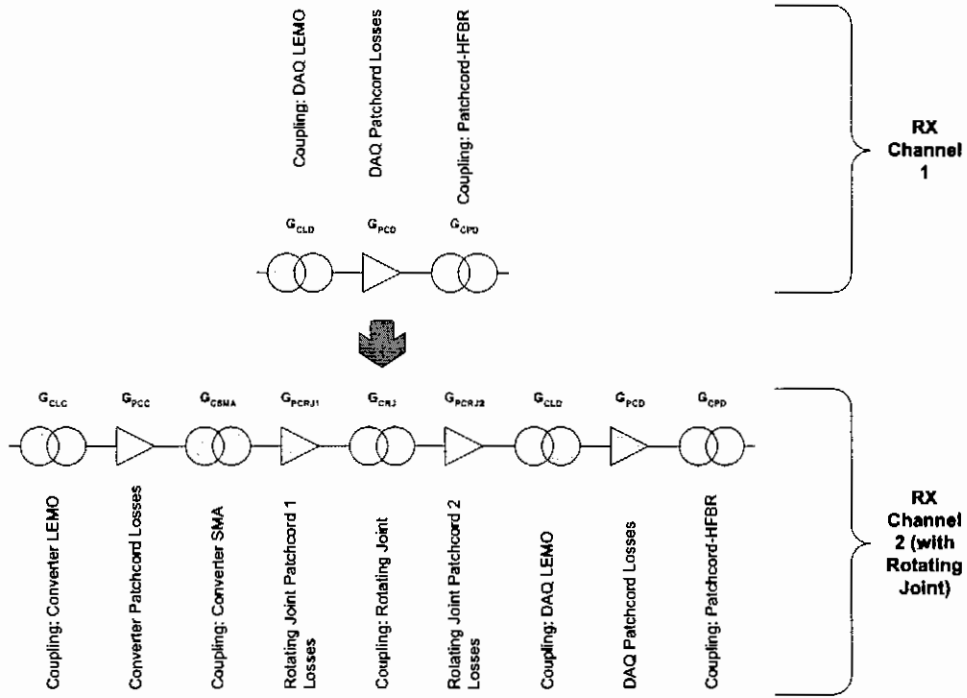 Coupling: DAQ LEMO
DAQ Patchcord Losses
Coupling: Patchcord-HFBR
RX
Channel
1
G_CLD
G_PCD
G_CPD
G_CLC
G_PCC
G_CSMA
G_PCRJ1
G_CRJ
G_PCRJ2
G_CLD
G_PCD
G_CPD
Coupling: Converter LEMO
Converter Patchcord Losses
Coupling: Converter SMA
Rotating Joint Patchcord 1
Losses
Coupling: Rotating Joint
Rotating Joint Patchcord 2
Losses
Coupling: DAQ LEMO
DAQ Patchcord Losses
Coupling: Patchcord-HFBR
RX
Channel
2 (with
Rotating
Joint)